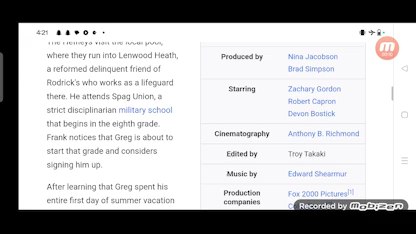 4:21
The Heffleys visit the local pool,
where they run into Lenwood Heath,
a reformed delinquent friend of
Rodrick's who works as a lifeguard
there. He attends Spag Union, a
strict disciplinarian military school
that begins in the eighth grade.
Frank notices that Greg is about to
start that grade and considers
signing him up.
After learning that Greg spent his
entire first day of summer vacation
Produced by Nina Jacobson
Brad Simpson
Starring Zachary Gordon
Robert Capron
Devon Bostick
Cinematography Anthony B. Richmond
Edited by Troy Takaki
Music by Edward Shearmur
Production Fox 2000 Pictures[1]
companies
Recorded by MOBIZEN